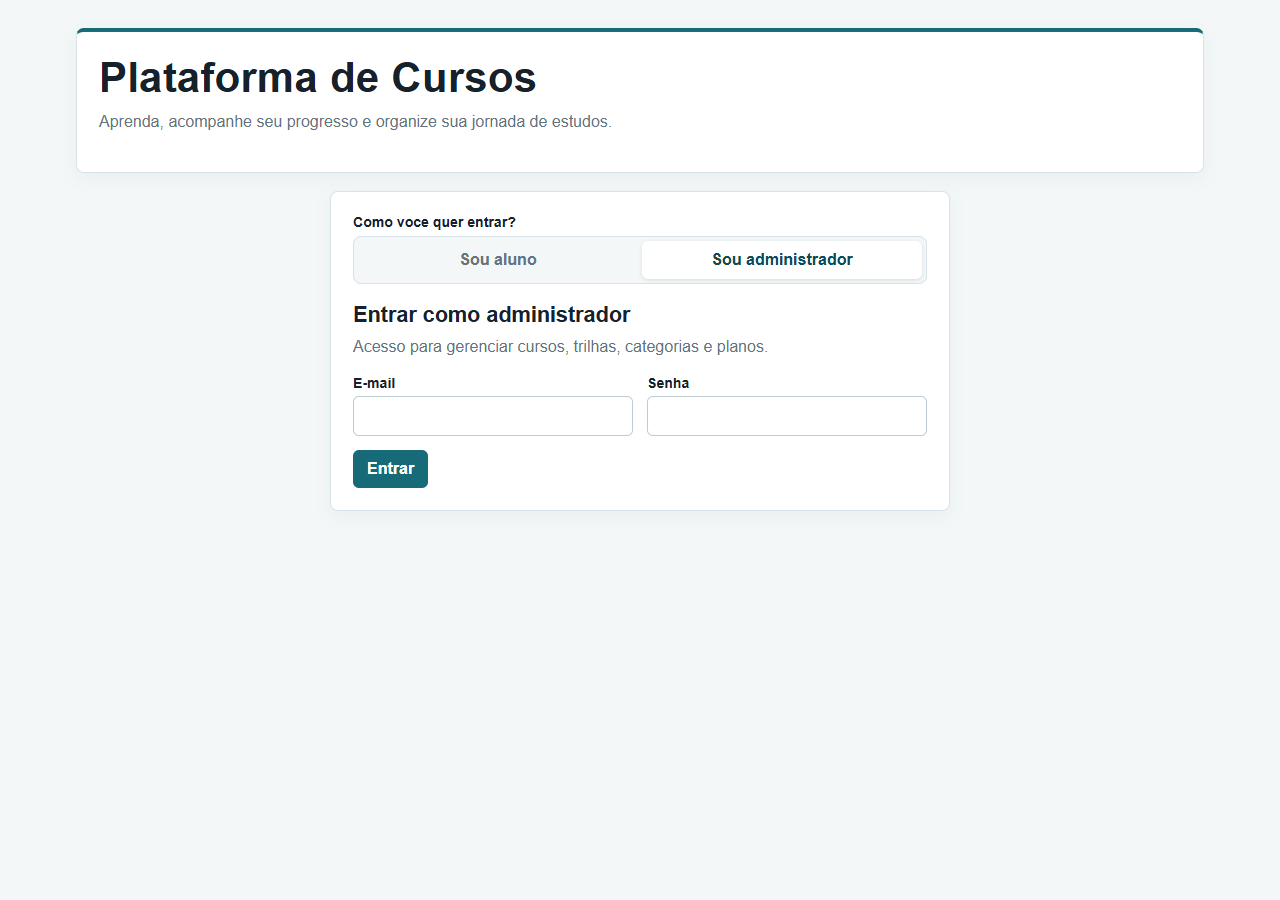 Plataforma de Cursos
Aprenda, acompanhe seu progresso e organize sua jornada de estudos.
Como voce quer entrar?
Sou aluno
Sou administrador
Entrar como administrador
Acesso para gerenciar cursos, trilhas, categorias e planos.
E-mail
Senha
Entrar